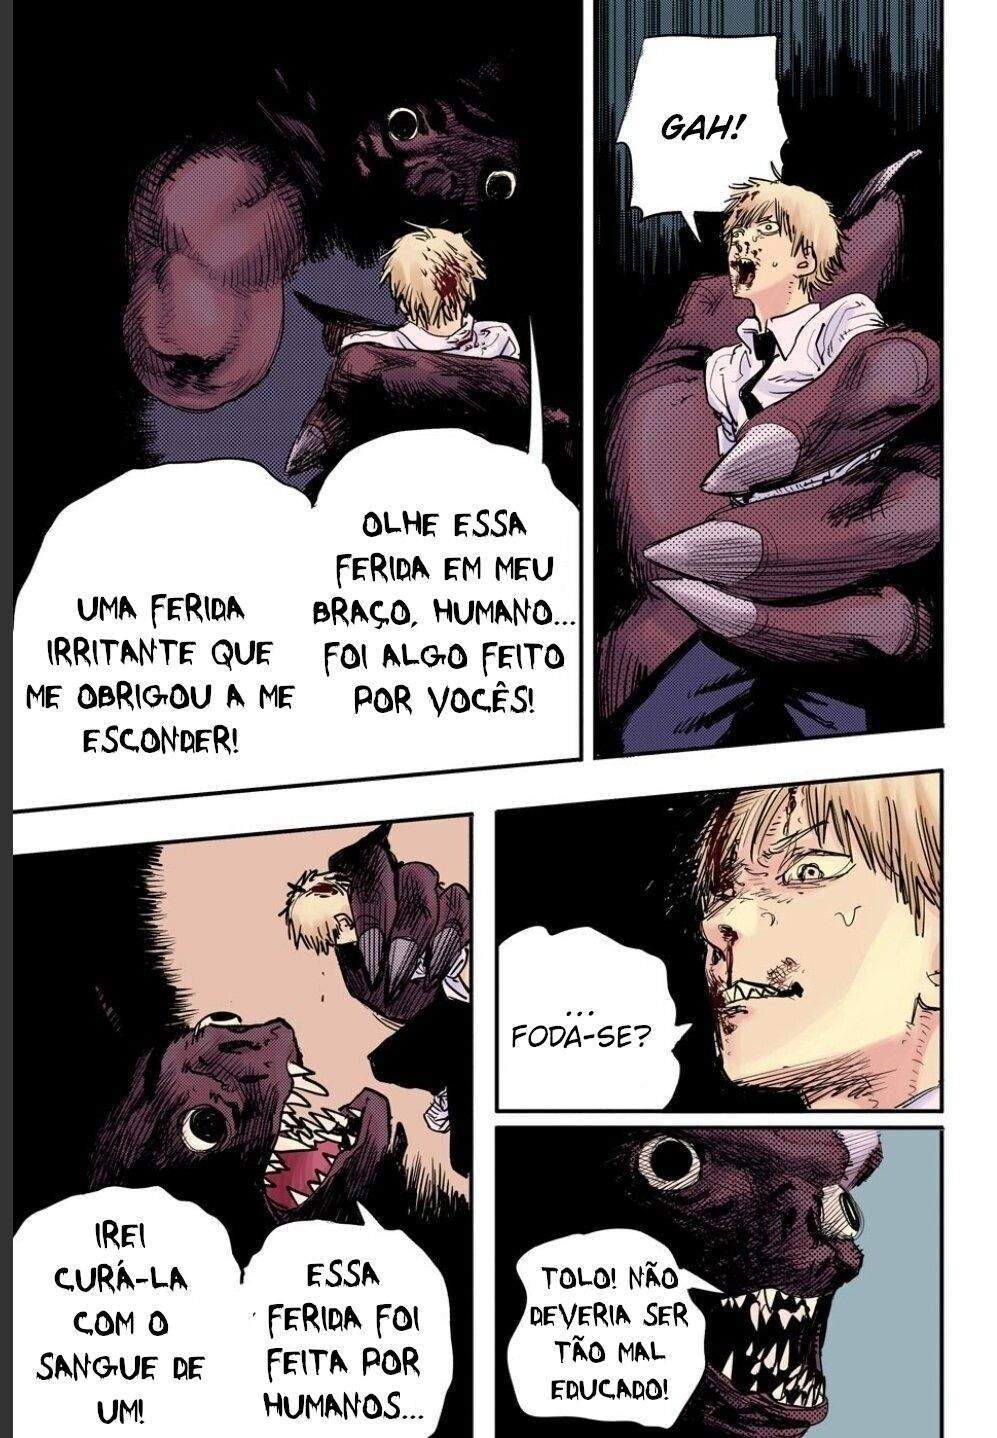 GAH!
OLHE ESSA
FERIDA EM MEU
BRAÇO, HUMANO...
FOI ALGO FEITO
POR VOCÊS!
UMA FERIDA
IRRITANTE QUE
ME OBRIGOU A ME
ESCONDER!
...
FODA-SE?
TOLO! NÃO
DEVERIA SER
TÃO MAL
EDUCADO!
ESSA
FERIDA FOI
FEITA POR
HUMANOS...
IREI
CURÁ-LA
COM O
SANGUE DE
UM!